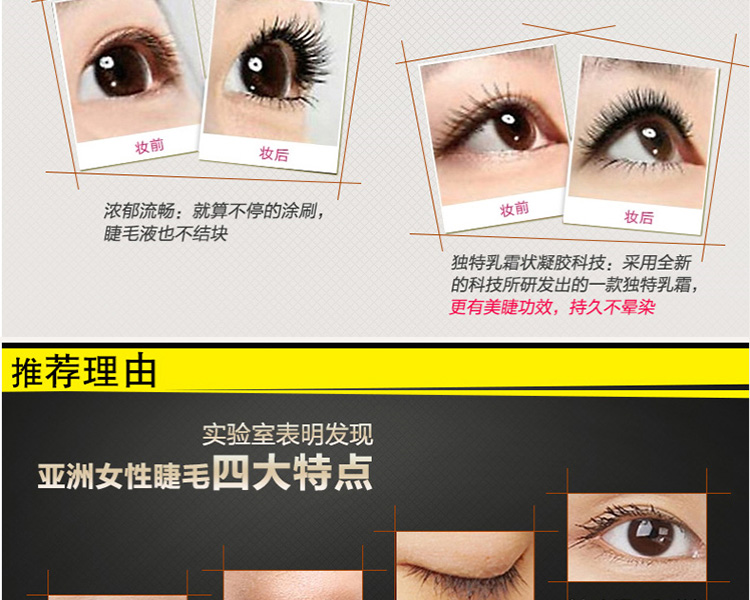 妆前
妆后
浓郁流畅：就算不停的涂刷，
睫毛液也不结块
妆前
妆后
独特乳霜状凝胶科技：采用全新
的科技所研发出的一款独特乳霜，
更有美睫功效，持久不晕染
推荐理由
实验室表明发现
亚洲女性睫毛四大特点